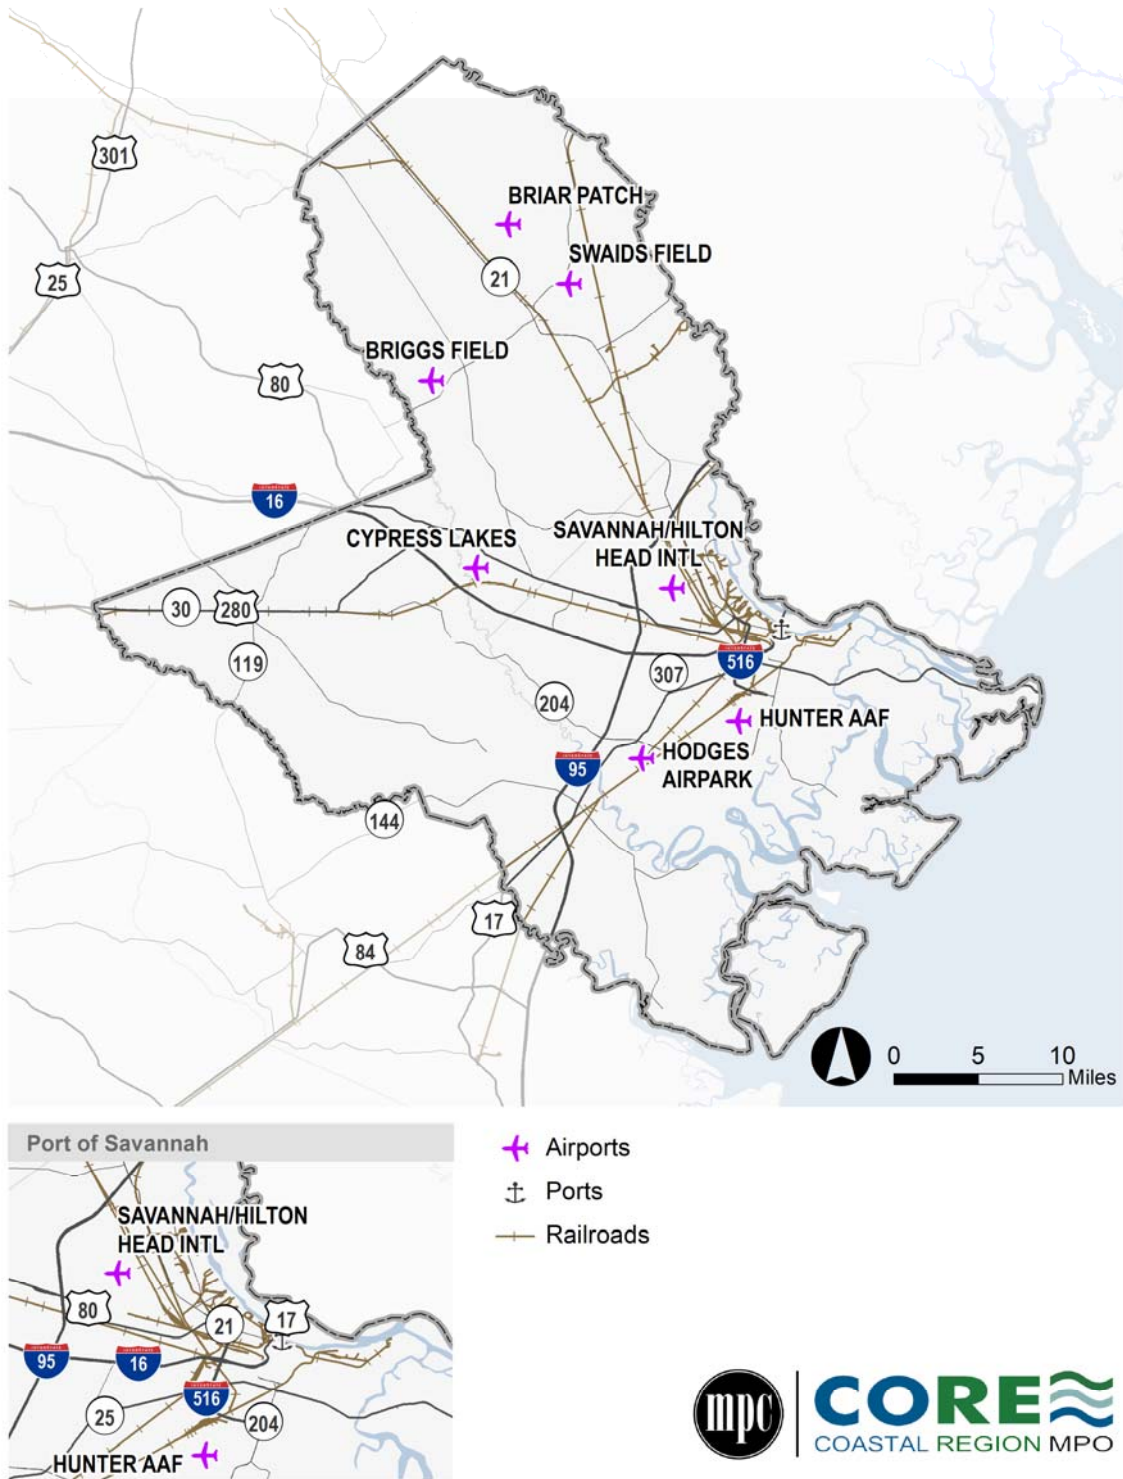 301
BRIAR PATCH
25
SWAIDS FIELD
21
BRIGGS FIELD
80
16
CYPRESS LAKES
SAVANNAH/HILTON
HEAD INTL
30
280
119
516
307
204
HUNTER AAF
95
HODGES
AIRPARK
144
17
84
0 5 10
Miles
Port of Savannah
SAVANNAH/HILTON
HEAD INTL
80
21
17
95
16
516
25
204
HUNTER AAF
Airports
Ports
Railroads
mpc
CORE
COASTAL REGION MPO